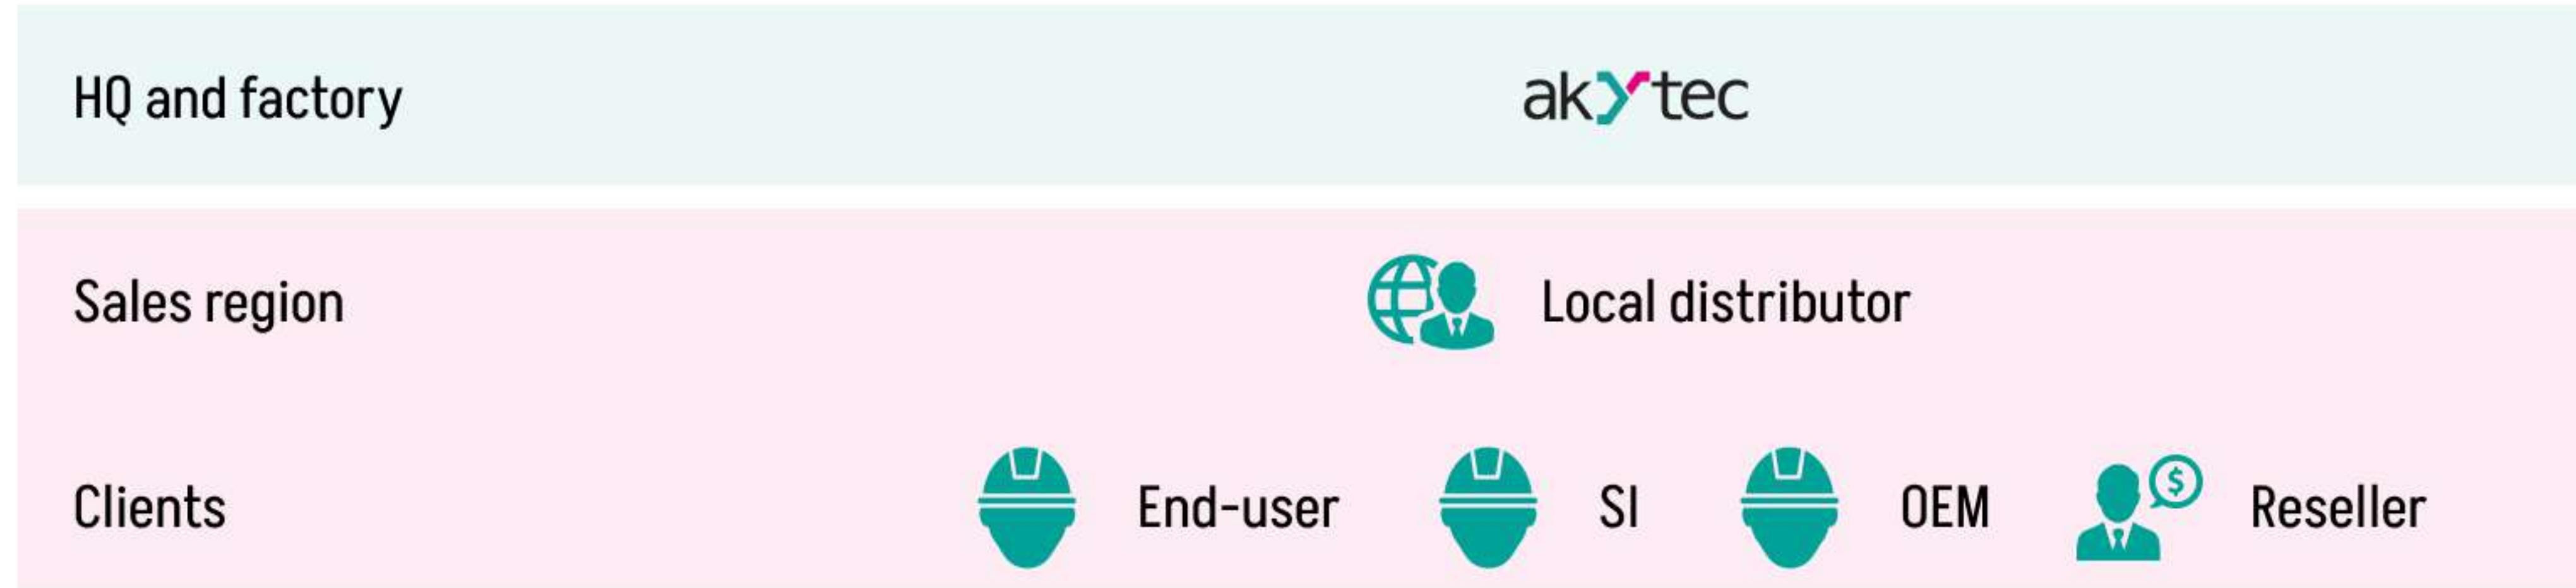 HQ and factory akYtec
Sales region Local distributor
Clients End-user SI OEM $ Reseller